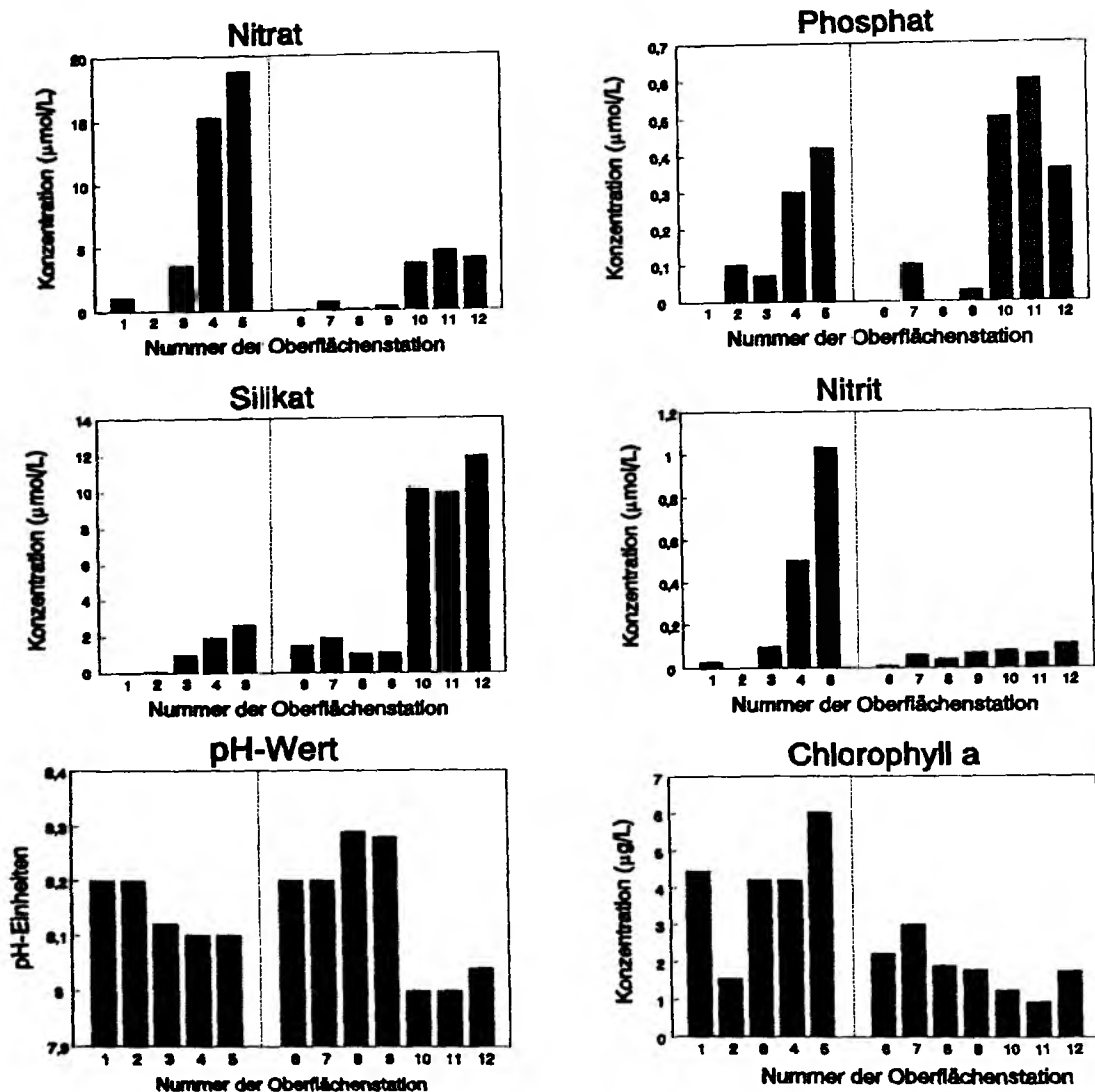 Nitrat
Konzentration (µmol/L)
20
15
10
5
0
1 2 3 4 5 6 7 8 9 10 11 12
Nummer der Oberflächenstation
Phosphat
Konzentration (µmol/L)
0,7
0,6
0,5
0,4
0,3
0,2
0,1
0
1 2 3 4 5 6 7 8 9 10 11 12
Nummer der Oberflächenstation
Silikat
Konzentration (µmol/L)
14
12
10
8
6
4
2
0
1 2 3 4 5 6 7 8 9 10 11 12
Nummer der Oberflächenstation
Nitrit
Konzentration (µmol/L)
1,2
1
0,8
0,6
0,4
0,2
0
1 2 3 4 5 6 7 8 9 10 11 12
Nummer der Oberflächenstation
pH-Wert
pH-Einheiten
8,4
8,3
8,2
8,1
8
7,9
1 2 3 4 5 6 7 8 9 10 11 12
Nummer der Oberflächenstation
Chlorophyll a
Konzentration (µg/L)
7
6
5
4
3
2
1
0
1 2 3 4 5 6 7 8 9 10 11 12
Nummer der Oberflächenstation